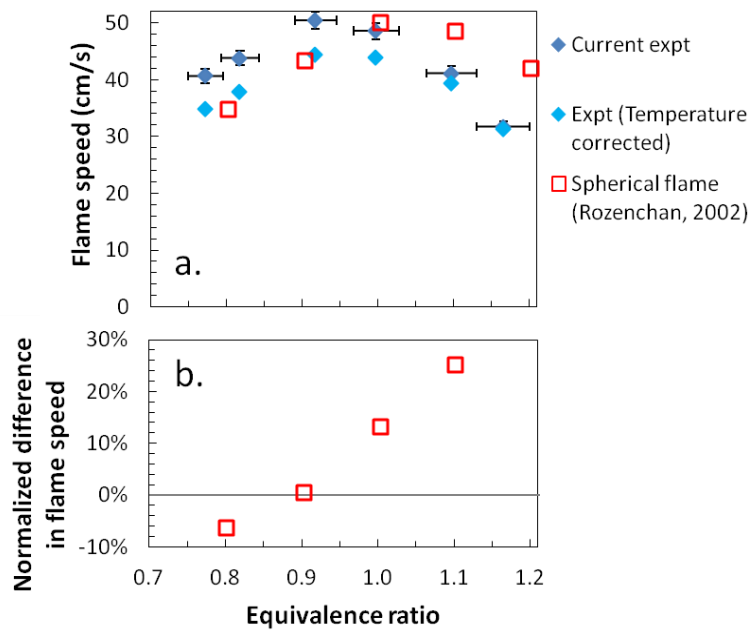 50
40
30
20
10
0
Flame speed (cm/s)
a.
Current expt
Expt (Temperature
corrected)
Spherical flame
(Rozenchan, 2002)
30%
20%
10%
0%
-10%
Normalized difference
in flame speed
b.
0.7 0.8 0.9 1.0 1.1 1.2
Equivalence ratio